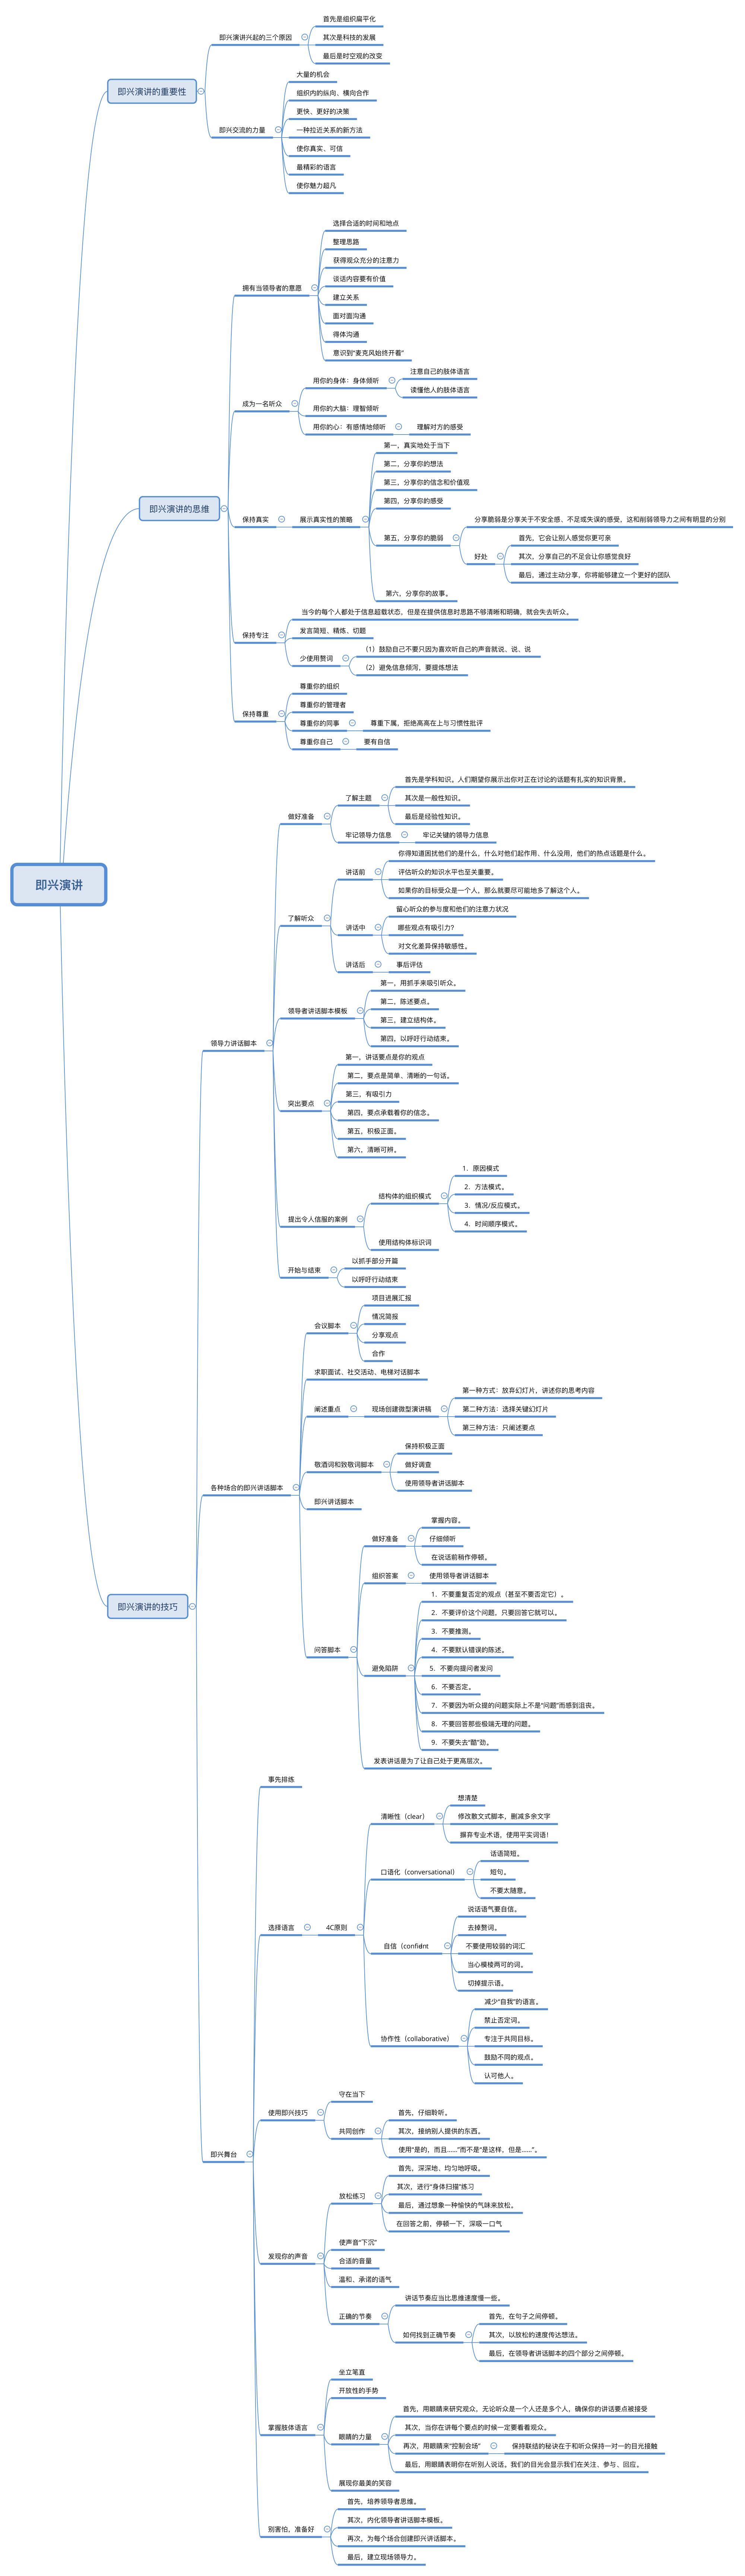 即兴演讲
即兴演讲的重要性
即兴演讲兴起的三个原因
首先是组织扁平化
其次是科技的发展
最后是时空观的改变
即兴交流的力量
大量的机会
组织内的纵向、横向合作
更快、更好的决策
一种拉近关系的新方法
使你真实、可信
最精彩的语言
使你魅力超凡
即兴演讲的思维
拥有当领导者的意愿
选择合适的时间和地点
整理思路
获得观众充分的注意力
谈话内容要有价值
建立关系
面对面沟通
得体沟通
意识到“麦克风始终开着”
成为一名听众
用你的身体：身体倾听
注意自己的肢体语言
读懂他人的肢体语言
用你的大脑：理智倾听
用你的心：有感情地倾听
理解对方的感受
保持真实
展示真实性的策略
第一，真实地处于当下
第二，分享你的想法
第三，分享你的信念和价值观
第四，分享你的感受
第五，分享你的脆弱
分享脆弱是分享关于不安全感、不足或失误的感受，这和削弱领导力之间有明显的分别
好处
首先，它会让别人感觉你更可亲
其次，分享自己的不足会让你感觉良好
最后，通过主动分享，你将能够建立一个更好的团队
第六，分享你的故事。
保持专注
当今的每个人都处于信息超载状态，但是在提供信息时思路不够清晰和明确，就会失去听众。
发言简短、精炼、切题
少使用赘词
（1）鼓励自己不要只因为喜欢听自己的声音就说、说、说
（2）避免信息倾泻，要提炼想法
保持尊重
尊重你的组织
尊重你的管理者
尊重你的同事
尊重下属，拒绝高高在上与习惯性批评
尊重你自己
要有自信
即兴演讲的技巧
领导力讲话脚本
做好准备
了解主题
首先是学科知识。人们期望你展示出你对正在讨论的话题有扎实的知识背景。
其次是一般性知识。
最后是经验性知识。
牢记领导力信息
牢记关键的领导力信息
了解听众
讲话前
你得知道困扰他们的是什么，什么对他们起作用、什么没用，他们的热点话题是什么。
评估听众的知识水平也至关重要。
如果你的目标受众是一个人，那么就要尽可能地多了解这个人。
讲话中
留心听众的参与度和他们的注意力状况
哪些观点有吸引力？
对文化差异保持敏感性。
讲话后
事后评估
领导者讲话脚本模板
第一，用抓手来吸引听众。
第二，陈述要点。
第三，建立结构体。
第四，以呼吁行动结束。
突出要点
第一，讲话要点是你的观点
第二，要点是简单、清晰的一句话。
第三，有吸引力
第四，要点承载着你的信念。
第五，积极正面。
第六，清晰可辨。
提出令人信服的案例
结构体的组织模式
1．原因模式
2．方法模式。
3．情况/反应模式。
4．时间顺序模式。
使用结构体标识词
开始与结束
以抓手部分开篇
以呼吁行动结束
各种场合的即兴讲话脚本
会议脚本
项目进展汇报
情况简报
分享观点
合作
求职面试、社交活动、电梯对话脚本
阐述重点
现场创建微型演讲稿
第一种方式：放弃幻灯片，讲述你的思考内容
第二种方法：选择关键幻灯片
第三种方法：只阐述要点
敬酒词和致敬词脚本
保持积极正面
做好调查
使用领导者讲话脚本
即兴讲话脚本
问答脚本
做好准备
掌握内容。
仔细倾听
在说话前稍作停顿。
组织答案
使用领导者讲话脚本
避免陷阱
1．不要重复否定的观点（甚至不要否定它）。
2．不要评价这个问题，只要回答它就可以。
3．不要推测。
4．不要默认错误的陈述。
5．不要向提问者发问
6．不要否定。
7．不要因为听众提的问题实际上不是“问题”而感到沮丧。
8．不要回答那些极端无理的问题。
9．不要失去“酷”劲。
发表讲话是为了让自己处于更高层次。
即兴舞台
事先排练
选择语言
4C原则
清晰性（clear）
想清楚
修改散文式脚本，删减多余文字
摒弃专业术语，使用平实词语！
口语化（conversational）
话语简短。
短句。
不要太随意。
自信（confident
说话语气要自信。
去掉赘词。
不要使用较弱的词汇
当心模棱两可的词。
切掉提示语。
协作性（collaborative）
减少“自我”的语言。
禁止否定词。
专注于共同目标。
鼓励不同的观点。
认可他人。
使用即兴技巧
守在当下
共同创作
首先，仔细聆听。
其次，接纳别人提供的东西。
使用“是的，而且……”而不是“是这样，但是……”。
发现你的声音
放松练习
首先，深深地、均匀地呼吸。
其次，进行“身体扫描”练习
最后，通过想象一种愉快的气味来放松。
在回答之前，停顿一下，深吸一口气
使声音“下沉”
合适的音量
温和、承诺的语气
正确的节奏
讲话节奏应当比思维速度慢一些。
如何找到正确节奏
首先，在句子之间停顿。
其次，以放松的速度传达想法。
最后，在领导者讲话脚本的四个部分之间停顿。
掌握肢体语言
坐立笔直
开放性的手势
眼睛的力量
首先，用眼睛来研究观众，无论听众是一个人还是多个人，确保你的讲话要点被接受
其次，当你在讲每个要点的时候一定要看着观众。
再次，用眼睛来“控制会场”
保持联结的秘诀在于和听众保持一对一的目光接触
最后，用眼睛表明你在听别人说话。我们的目光会显示我们在关注、参与、回应。
展现你最美的笑容
别害怕，准备好
首先，培养领导者思维。
其次，内化领导者讲话脚本模板。
再次，为每个场合创建即兴讲话脚本。
最后，建立现场领导力。